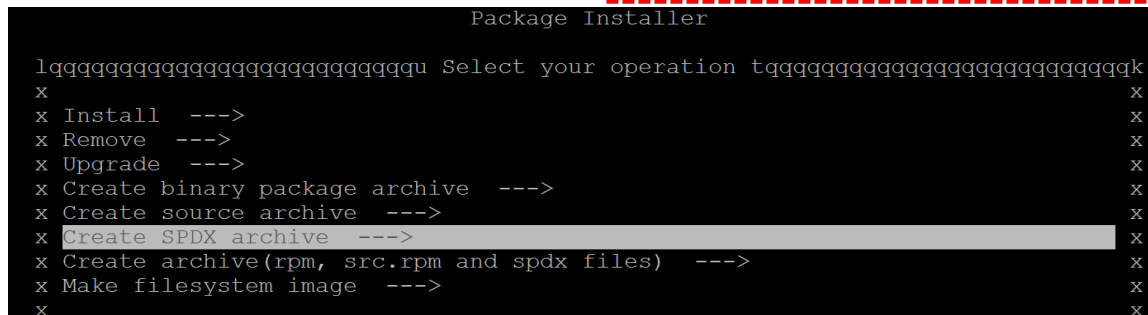 Package Installer
lqqqqqqqqqqqqqqqqqqqqqqqqqqu Select your operation tqqqqqqqqqqqqqqqqqqqqqqqqqqk
x x
x Install ---> x
x Remove ---> x
x Upgrade ---> x
x Create binary package archive ---> x
x Create source archive ---> x
x Create SPDX archive ---> x
x Create archive(rpm, src.rpm and spdx files) ---> x
x Make filesystem image ---> x
x x